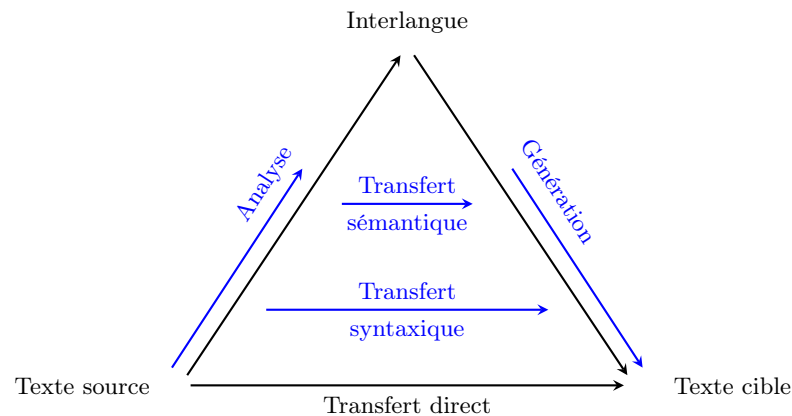 Interlangue
Analyse
Génération
Transfert
sémantique
Transfert
syntaxique
Texte source
Texte cible
Transfert direct